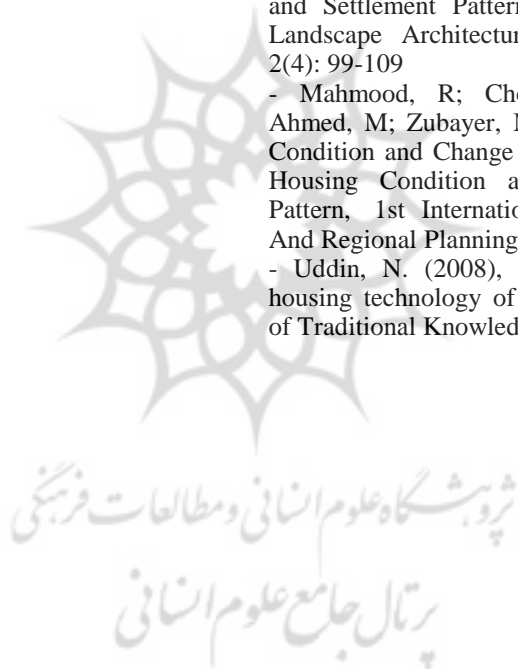 and Settlement Pattern
Landscape Architectur
2(4): 99-109
- Mahmood, R; Cho
Ahmed, M; Zubayer, M
Condition and Change
Housing Condition a
Pattern, 1st Internatio
And Regional Planning
- Uddin, N. (2008),
housing technology of
of Traditional Knowled
پژوهشگاه علوم انسانی و مطالعات فرهنگی
پرتال جامع علوم انسانی